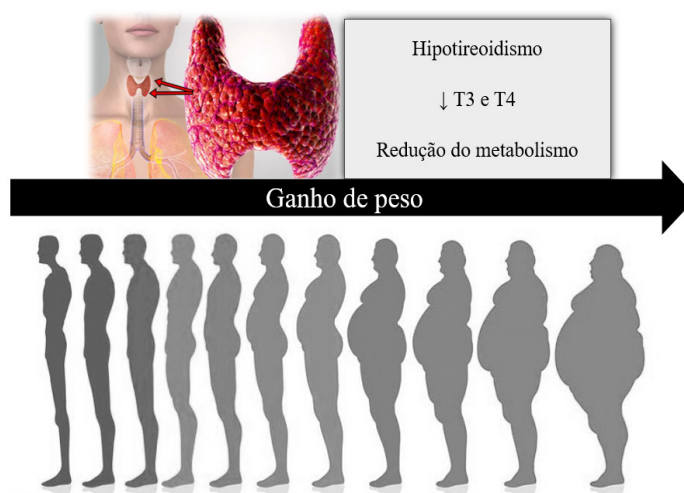 Hipotireoidismo
↓ T3 e T4
Redução do metabolismo
Ganho de peso